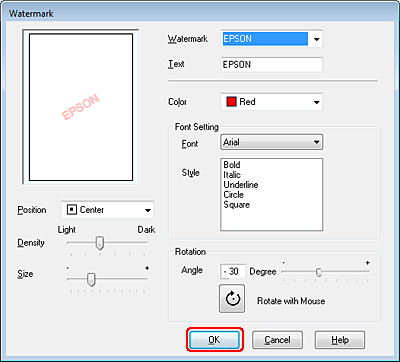 Watermark
EPSON
Watermark EPSON
Text EPSON
Color Red
Font Setting
Font Arial
Style Bold
Italic
Underline
Circle
Square
Position Center
Light Dark
Density
Size - +
Rotation
Angle - 30 Degree - +
Rotate with Mouse
OK Cancel Help